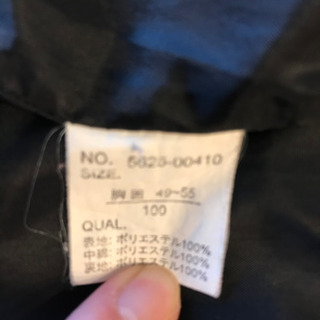 NO. 5625-00410
SIZE.
胸囲 49~55
100
QUAL.
表地: ポリエステル100%
中綿: ポリエステル100%
裏地: ポリエステル100%